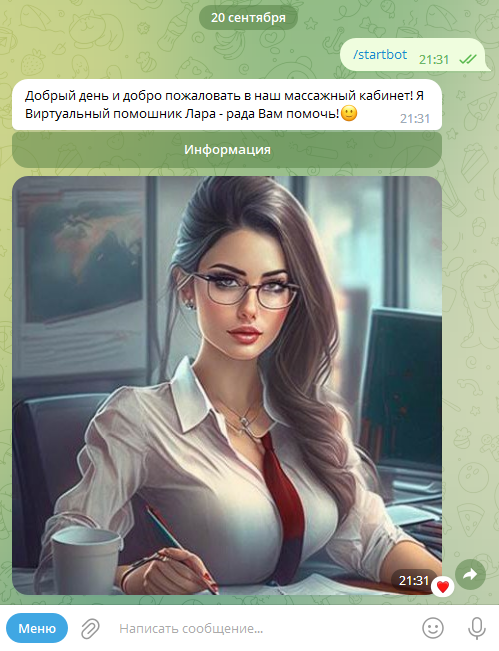 20 сентября
/startbot 21:31
Добрый день и добро пожаловать в наш массажный кабинет! Я
Виртуальный помошник Лара - рада Вам помочь!🙂
21:31
Информация
21:31
Меню
Написать сообщение...